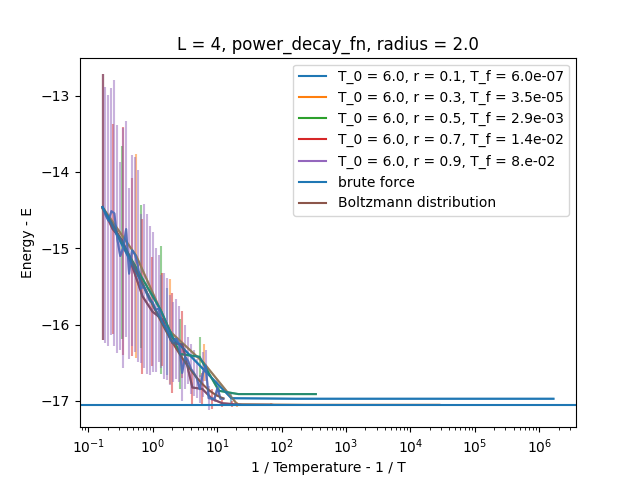 L = 4, power_decay_fn, radius = 2.0
T_0 = 6.0, r = 0.1, T_f = 6.0e-07
T_0 = 6.0, r = 0.3, T_f = 3.5e-05
T_0 = 6.0, r = 0.5, T_f = 2.9e-03
T_0 = 6.0, r = 0.7, T_f = 1.4e-02
T_0 = 6.0, r = 0.9, T_f = 8.e-02
brute force
Boltzmann distribution
Energy - E
−13
−14
−15
−16
−17
10⁻¹ 10⁰ 10¹ 10² 10³ 10⁴ 10⁵ 10⁶
1 / Temperature - 1 / T